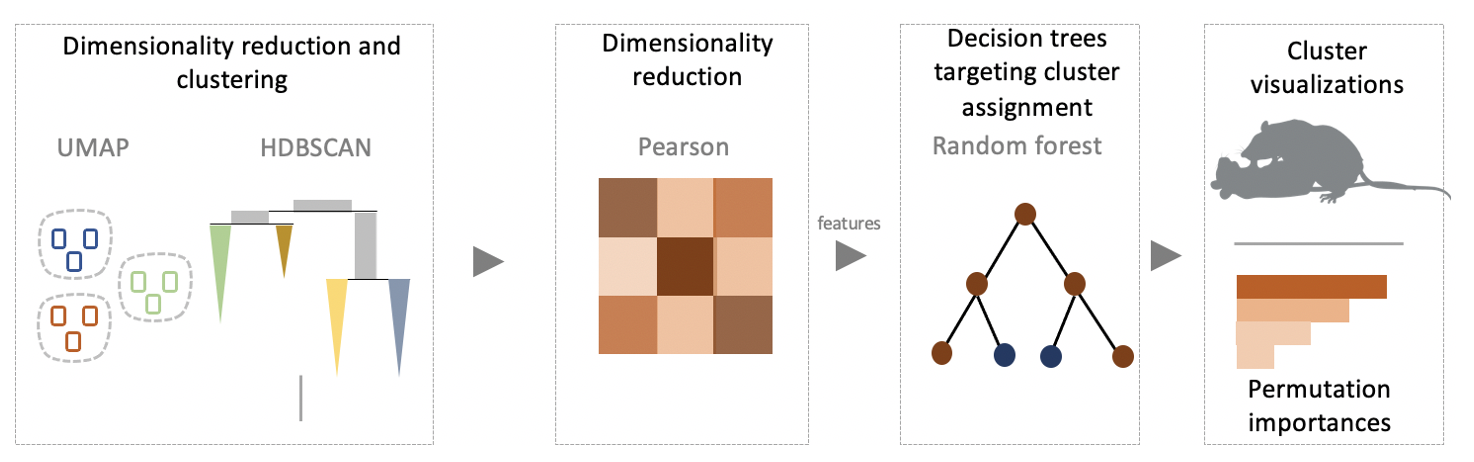 Dimensionality reduction and
clustering
UMAP
HDBSCAN
Dimensionality
reduction
Pearson
features
Decision trees
targeting cluster
assignment
Random forest
Cluster
visualizations
Permutation
importances